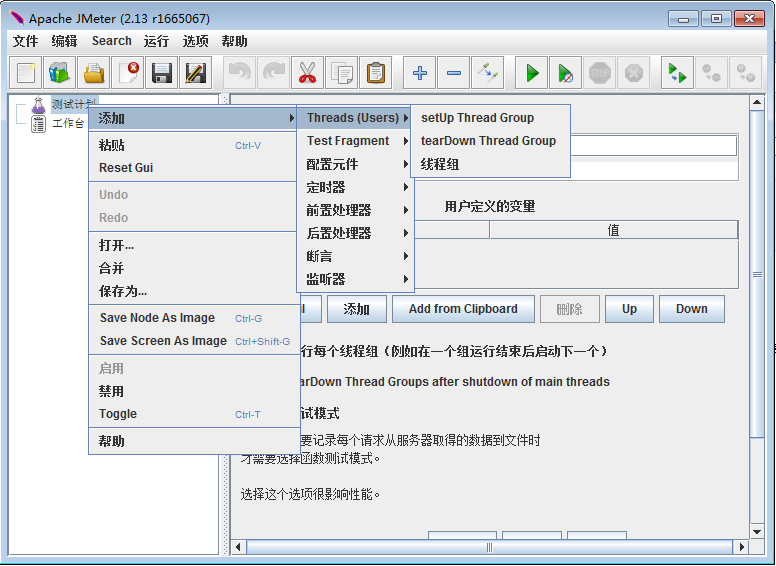 Apache JMeter (2.13 r1665067)
文件 编辑 Search 运行 选项 帮助
测试计划
工作台
添加
粘贴 Ctrl-V
Reset Gui
Undo
Redo
打开...
合并
保存为...
Save Node As Image Ctrl-G
Save Screen As Image Ctrl+Shift-G
启用
禁用
Toggle Ctrl-T
帮助
Threads (Users)
Test Fragment
配置元件
定时器
前置处理器
后置处理器
断言
监听器
setUp Thread Group
tearDown Thread Group
线程组
用户定义的变量
值
添加 Add from Clipboard 删除 Up Down
行每个线程组（例如在一个组运行结束后启动下一个）
arDown Thread Groups after shutdown of main threads
试模式
要记录每个请求从服务器取得的数据到文件时
才需要选择函数测试模式。
选择这个选项很影响性能。